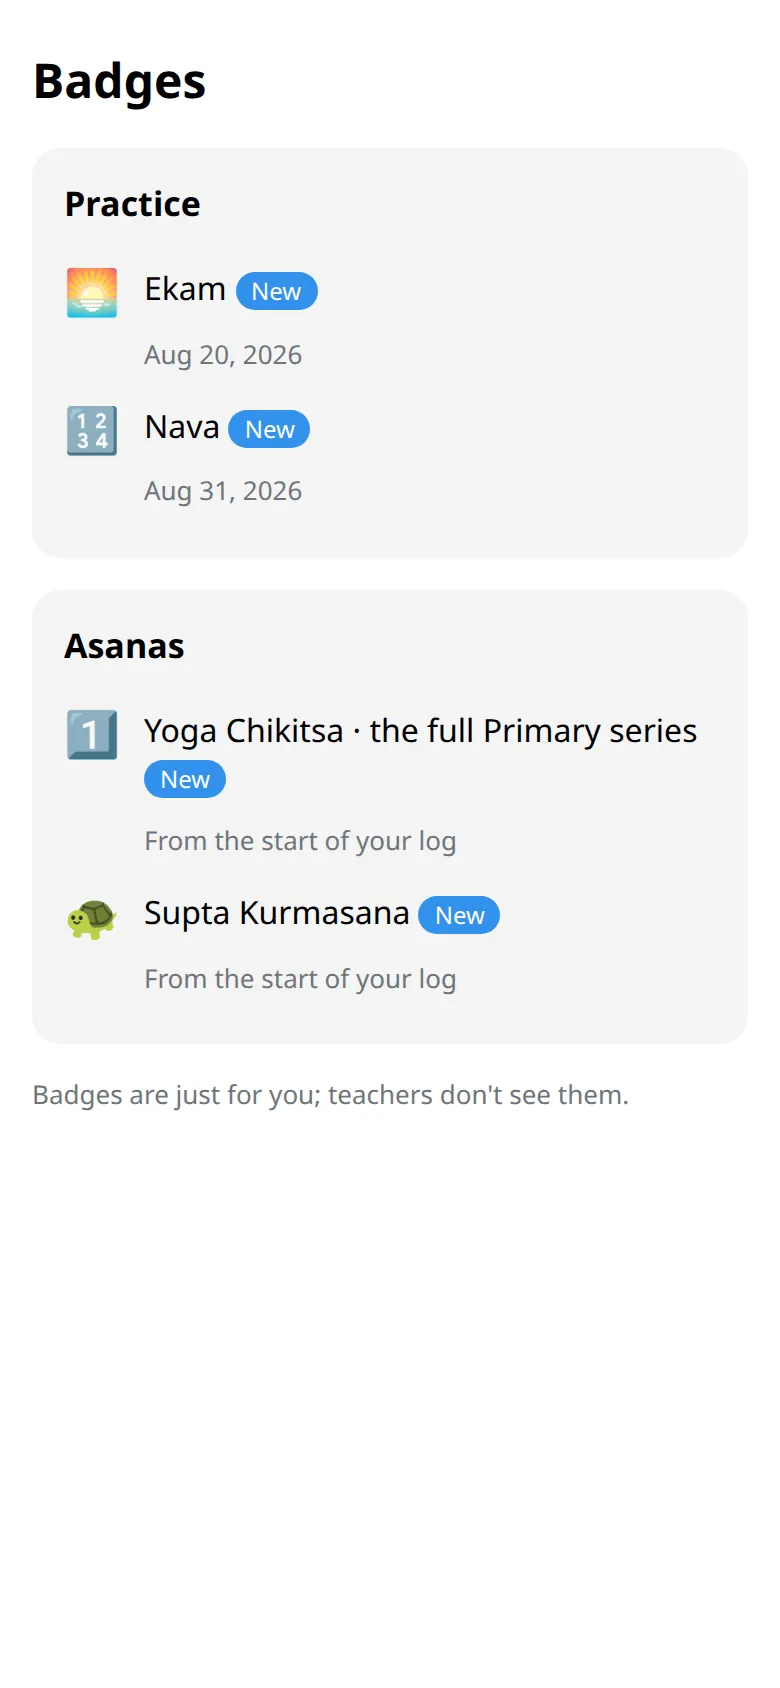 Badges
Practice
Ekam New
Aug 20, 2026
Nava New
Aug 31, 2026
Asanas
Yoga Chikitsa · the full Primary series
New
From the start of your log
Supta Kurmasana New
From the start of your log
Badges are just for you; teachers don't see them.